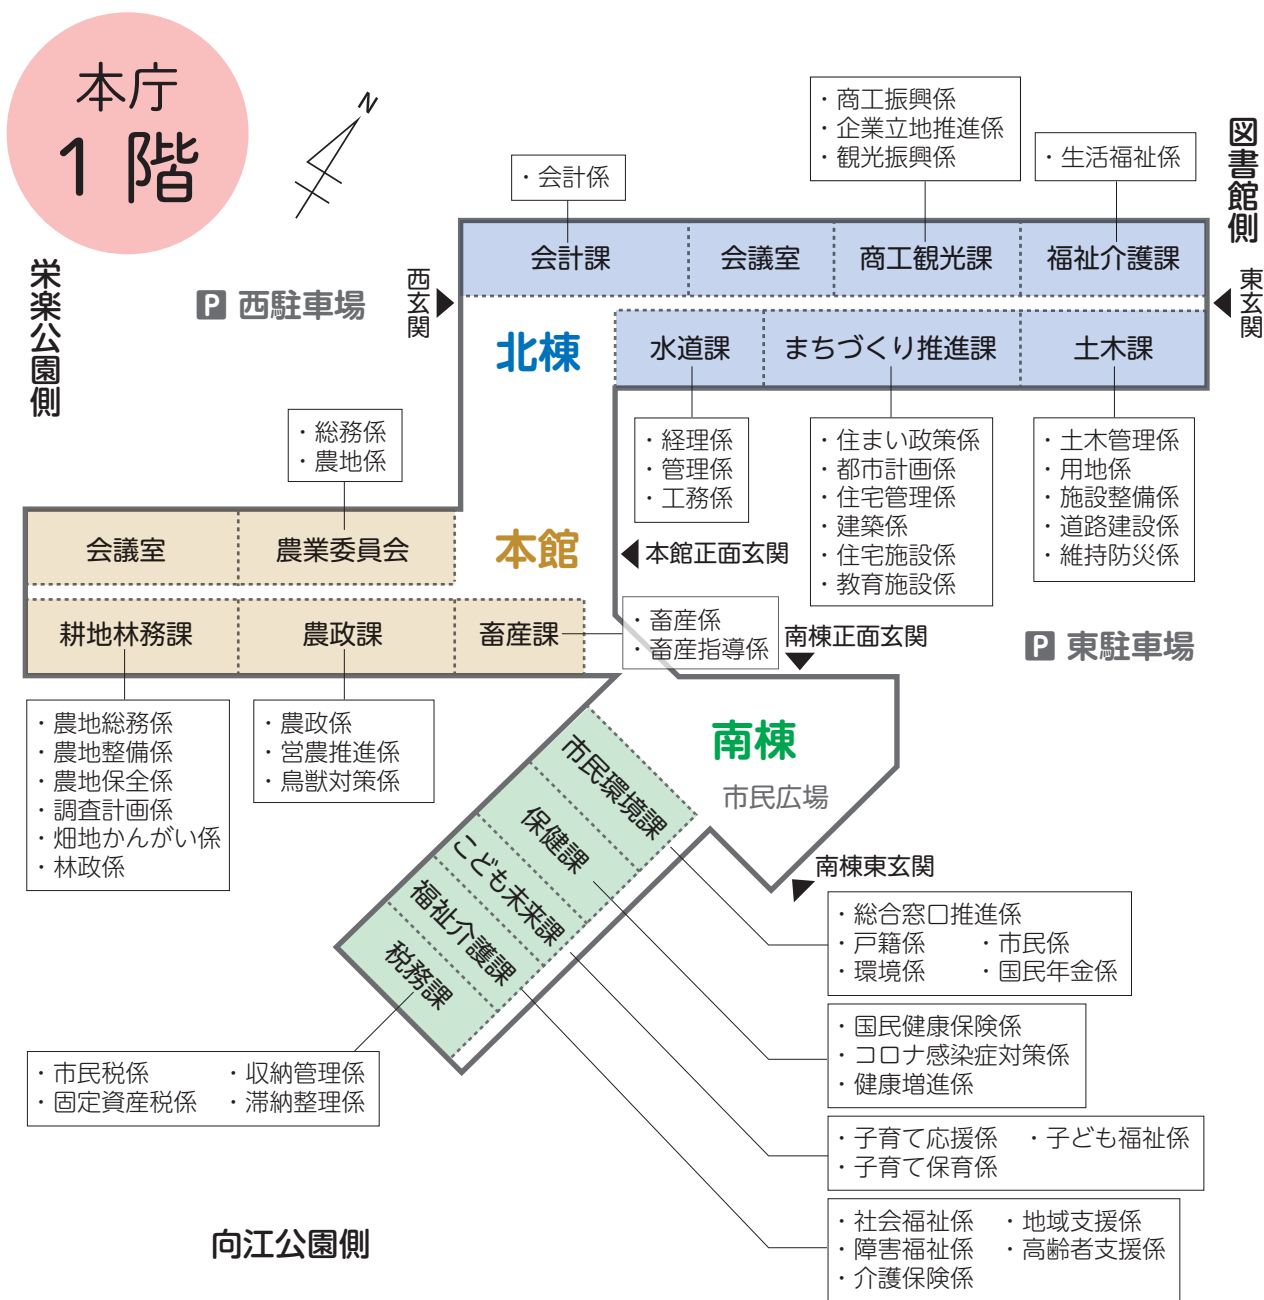 本庁
1階
N
・商工振興係
・企業立地推進係
・観光振興係
・生活福祉係
・会計係
図書館側
会計課
会議室
商工観光課
福祉介護課
栄楽公園側
P 西駐車場
西玄関
東玄関
北棟
水道課
まちづくり推進課
土木課
・総務係
・農地係
・経理係
・管理係
・工務係
・住まい政策係
・都市計画係
・住宅管理係
・建築係
・住宅施設係
・教育施設係
・土木管理係
・用地係
・施設整備係
・道路建設係
・維持防災係
会議室
農業委員会
本館
本館正面玄関
耕地林務課
農政課
畜産課
・畜産係
・畜産指導係
南棟正面玄関
P 東駐車場
・農地総務係
・農地整備係
・農地保全係
・調査計画係
・畑地かんがい係
・林政係
・農政係
・営農推進係
・鳥獣対策係
南棟
市民広場
市民環境課
保健課
こども未来課
福祉介護課
税務課
南棟東玄関
・総合窓口推進係
・戸籍係 ・市民係
・環境係 ・国民年金係
・国民健康保険係
・コロナ感染症対策係
・健康増進係
・市民税係 ・収納管理係
・固定資産税係 ・滞納整理係
・子育て応援係 ・子ども福祉係
・子育て保育係
・社会福祉係 ・地域支援係
・障害福祉係 ・高齢者支援係
・介護保険係
向江公園側